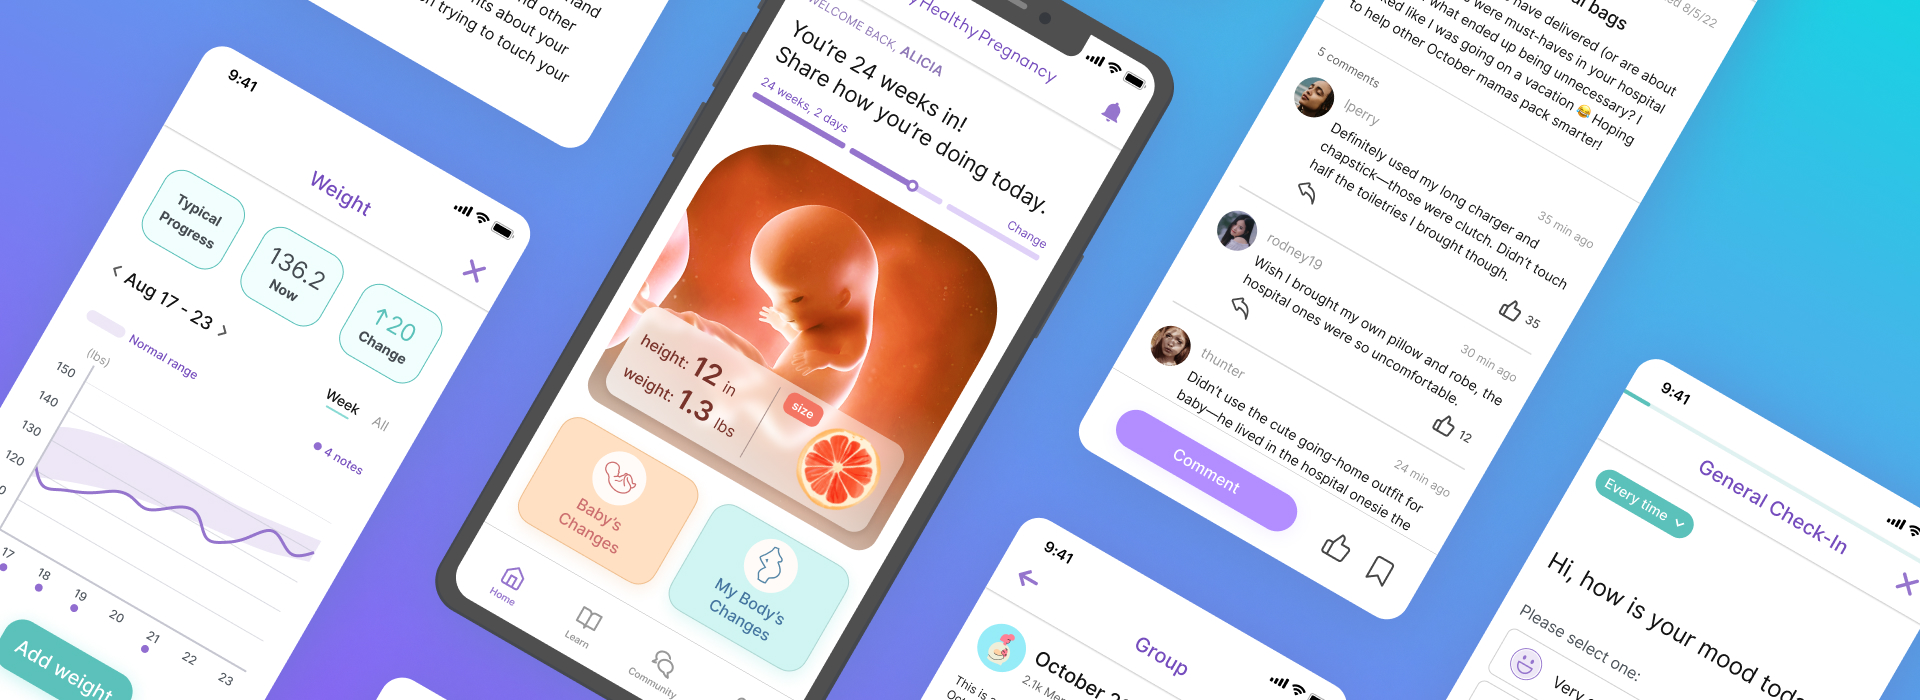 and other
about your
trying to touch your
9:41
Weight
Typical
Progress
136.2
Now
↑20
Change
Aug 17 - 23
Normal range
(lbs)
Week
All
4 notes
150
140
130
120
17
18
19
20
21
22
23
Add weight
HealthyPregnancy
WELCOME BACK, ALICIA
You're 24 weeks in!
Share how you're doing today.
24 weeks, 2 days
Change
height: 12 in
weight: 1.3 lbs
size
Baby's
Changes
My Body's
Changes
Home
Learn
Community
8/5/22
bags
have delivered (or are about
were must-haves in your hospital
what ended up being unnecessary? I
like I was going on a vacation 😂 Hoping
to help other October mamas pack smarter!
5 comments
lperry
35 min ago
Definitely used my long charger and
chapstick—those were clutch. Didn't touch
half the toiletries I brought though.
35
rodney19
30 min ago
Wish I brought my own pillow and robe, the
hospital ones were so uncomfortable.
12
thunter
24 min ago
Didn't use the cute going-home outfit for
baby—he lived in the hospital onesie the
Comment
9:41
Group
October
2.1k
This is a
9:41
General Check-In
Every time
Hi, how is your mood
Please select one:
Very